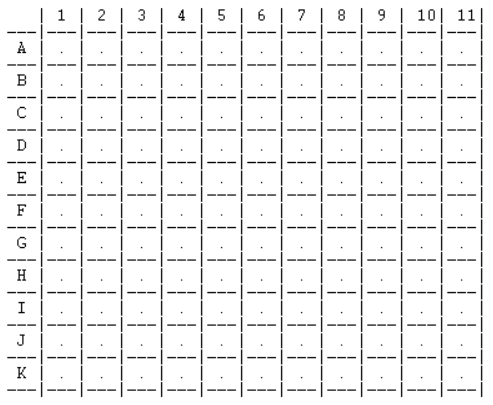 | 1 | 2 | 3 | 4 | 5 | 6 | 7 | 8 | 9 | 10| 11|
A | . | . | . | . | . | . | . | . | . | . | . |
B | . | . | . | . | . | . | . | . | . | . | . |
C | . | . | . | . | . | . | . | . | . | . | . |
D | . | . | . | . | . | . | . | . | . | . | . |
E | . | . | . | . | . | . | . | . | . | . | . |
F | . | . | . | . | . | . | . | . | . | . | . |
G | . | . | . | . | . | . | . | . | . | . | . |
H | . | . | . | . | . | . | . | . | . | . | . |
I | . | . | . | . | . | . | . | . | . | . | . |
J | . | . | . | . | . | . | . | . | . | . | . |
K | . | . | . | . | . | . | . | . | . | . | . |